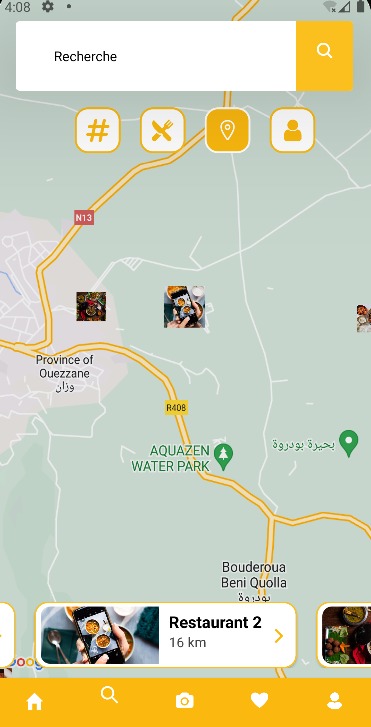 4:08
Recherche
#
N13
Province of
Ouezzane
وزان
R408
AQUAZEN
WATER PARK
بحيرة بودروة
Bouderoua
Beni Quolla
بودروة
Restaurant 2
16 km